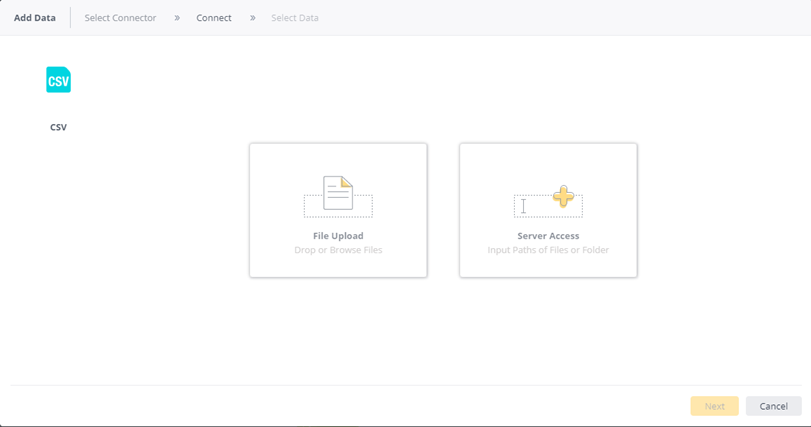 Add Data Select Connector » Connect » Select Data
CSV
CSV
File Upload
Drop or Browse Files
Server Access
Input Paths of Files or Folder
Next Cancel